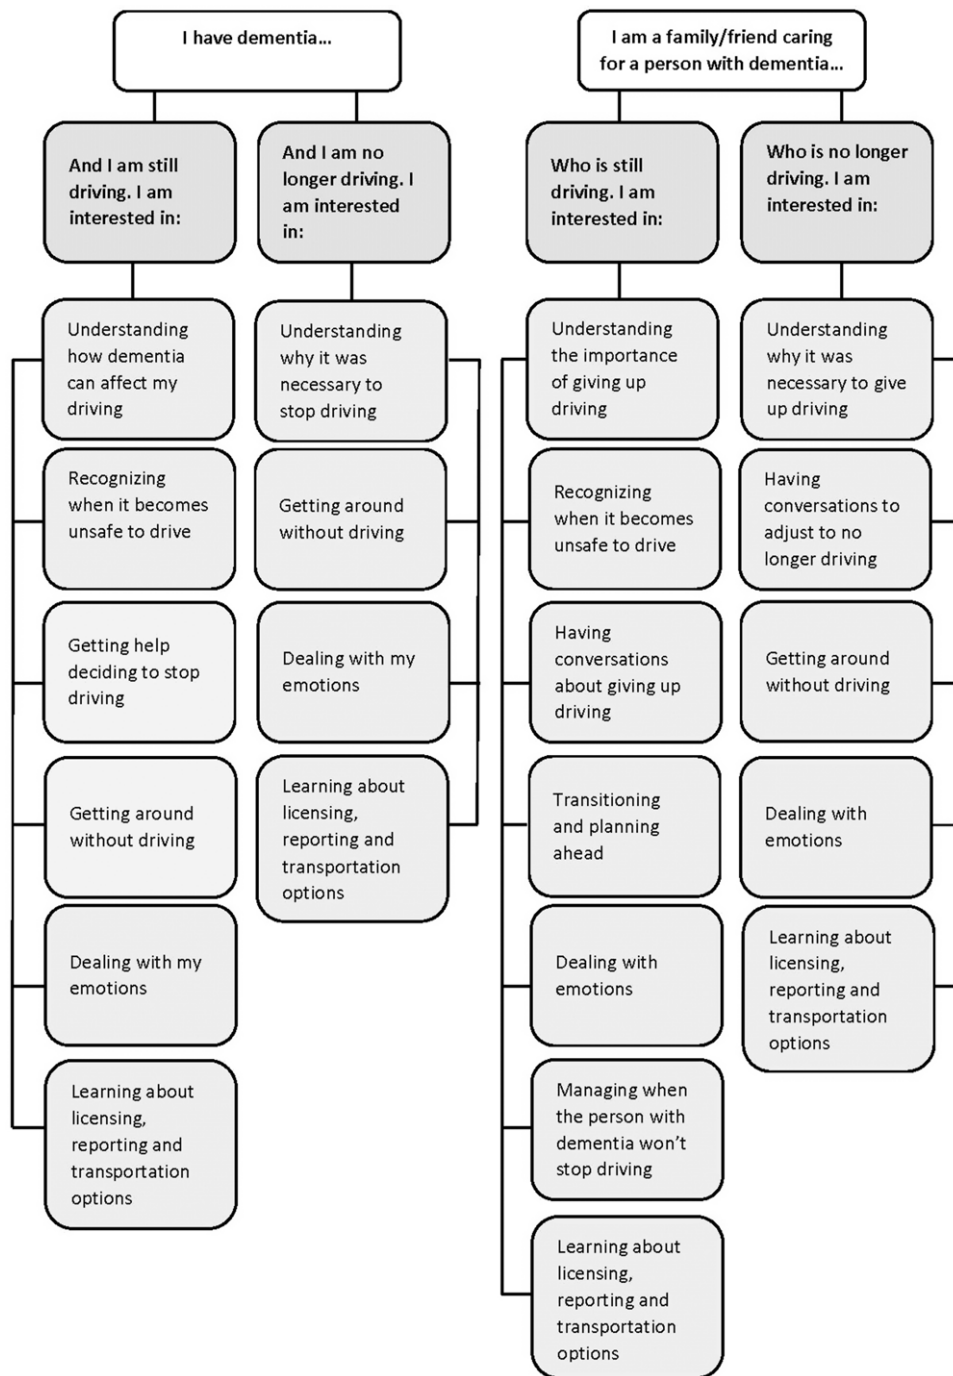 I have dementia...
And I am still
driving. I am
interested in:
Understanding
how dementia
can affect my
driving
Recognizing
when it becomes
unsafe to drive
Getting help
deciding to stop
driving
Getting around
without driving
Dealing with my
emotions
Learning about
licensing,
reporting and
transportation
options
And I am no
longer driving. I
am interested
in:
Understanding
why it was
necessary to
stop driving
Getting around
without driving
Dealing with my
emotions
Learning about
licensing,
reporting and
transportation
options
I am a family/friend caring
for a person with dementia...
Who is still
driving. I am
interested in:
Understanding
the importance
of giving up
driving
Recognizing
when it becomes
unsafe to drive
Having
conversations
about giving up
driving
Transitioning
and planning
ahead
Dealing with
emotions
Managing when
the person with
dementia won’t
stop driving
Learning about
licensing,
reporting and
transportation
options
Who is no longer
driving. I am
interested in:
Understanding
why it was
necessary to give
up driving
Having
conversations to
adjust to no
longer driving
Getting around
without driving
Dealing with
emotions
Learning about
licensing,
reporting and
transportation
options